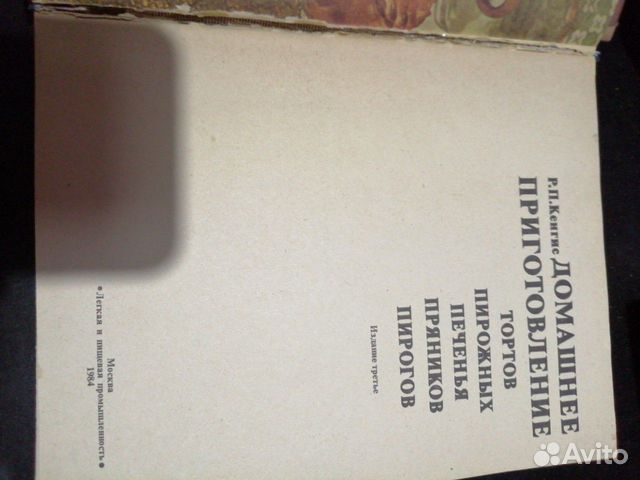 Р.П.Кенгис
ДОМАШНЕЕ
ПРИГОТОВЛЕНИЕ
ТОРТОВ
ПИРОЖНЫХ
ПЕЧЕНЬЯ
ПРЯНИКОВ
ПИРОГОВ
Издание третье
Москва
•Легкая и пищевая промышленность•
1984
Avito